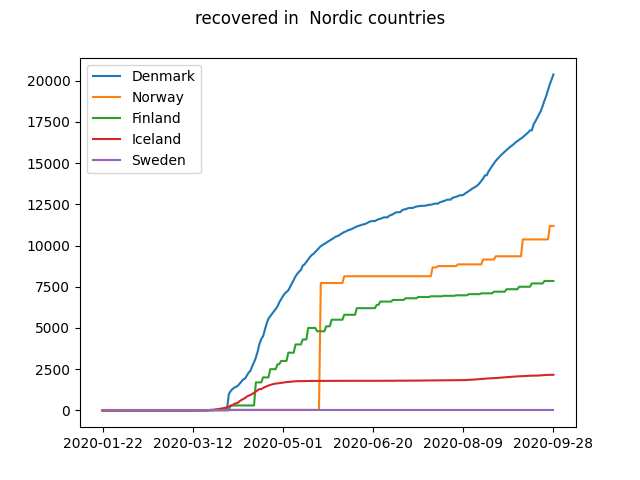 recovered in  Nordic countries
Denmark
Norway
Finland
Iceland
Sweden
20000
17500
15000
12500
10000
7500
5000
2500
0
2020-01-22 2020-03-12 2020-05-01 2020-06-20 2020-08-09 2020-09-28